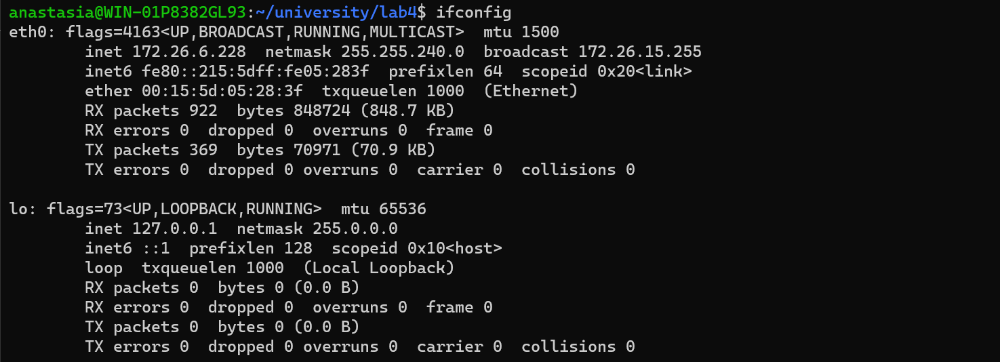 anastasia@WIN-01P8382GL93:~/university/lab4$ ifconfig
eth0: flags=4163<UP,BROADCAST,RUNNING,MULTICAST>  mtu 1500
        inet 172.26.6.228  netmask 255.255.240.0  broadcast 172.26.15.255
        inet6 fe80::215:5dff:fe05:283f  prefixlen 64  scopeid 0x20<link>
        ether 00:15:5d:05:28:3f  txqueuelen 1000  (Ethernet)
        RX packets 922  bytes 848724 (848.7 KB)
        RX errors 0  dropped 0  overruns 0  frame 0
        TX packets 369  bytes 70971 (70.9 KB)
        TX errors 0  dropped 0 overruns 0  carrier 0  collisions 0

lo: flags=73<UP,LOOPBACK,RUNNING>  mtu 65536
        inet 127.0.0.1  netmask 255.0.0.0
        inet6 ::1  prefixlen 128  scopeid 0x10<host>
        loop  txqueuelen 1000  (Local Loopback)
        RX packets 0  bytes 0 (0.0 B)
        RX errors 0  dropped 0  overruns 0  frame 0
        TX packets 0  bytes 0 (0.0 B)
        TX errors 0  dropped 0 overruns 0  carrier 0  collisions 0